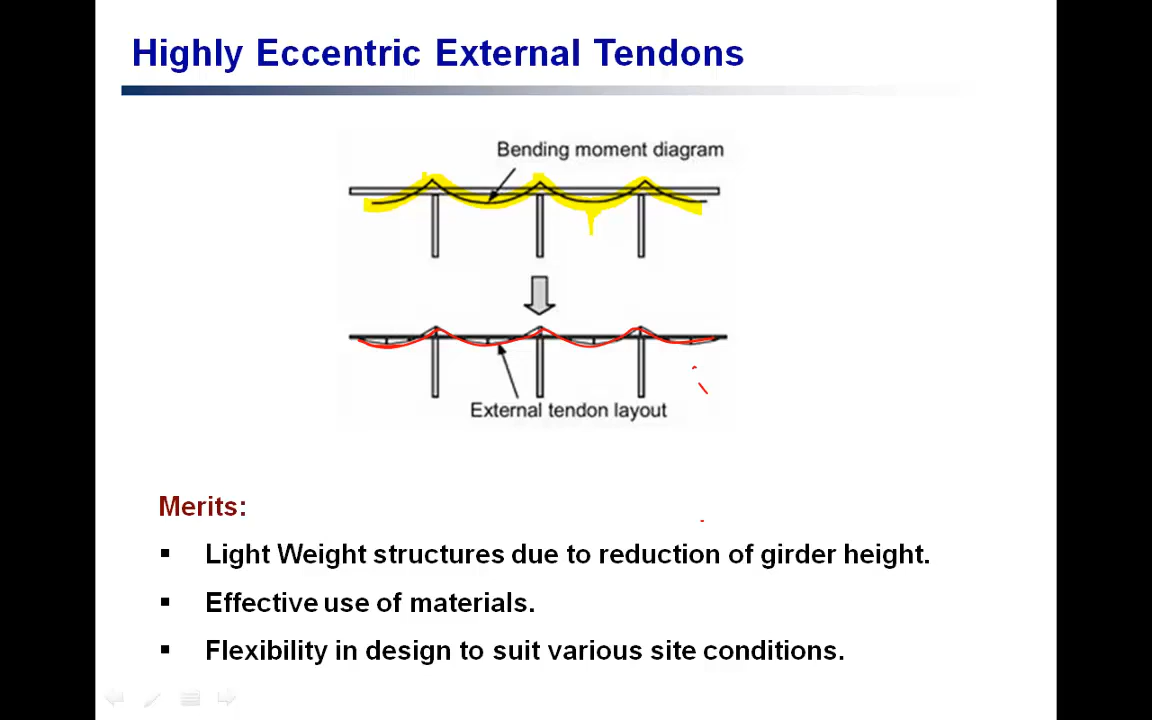 Highly Eccentric External Tendons
Bending moment diagram
External tendon layout
Merits:
▪ Light Weight structures due to reduction of girder height.
▪ Effective use of materials.
▪ Flexibility in design to suit various site conditions.